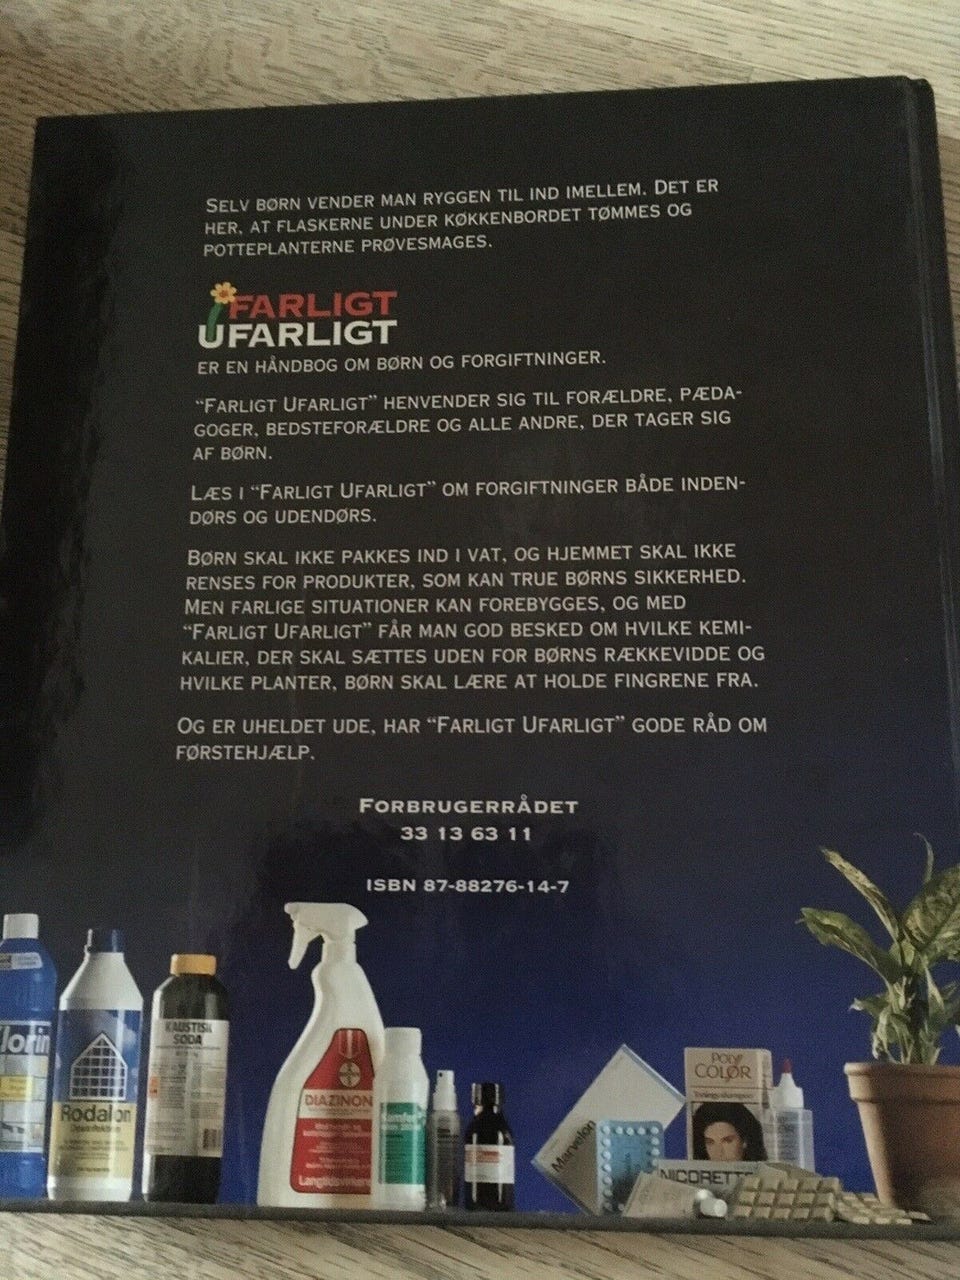 SELV BØRN VENDER MAN RYGGEN TIL IND IMELLEM. DET ER
HER, AT FLASKERNE UNDER KØKKENBORDET TØMMES OG
POTTEPLANTERNE PRØVESMAGES.
FARLIGT
UFARLIGT
ER EN HÅNDBOG OM BØRN OG FORGIFTNINGER.
"FARLIGT UFARLIGT" HENVENDER SIG TIL FORÆLDRE, PÆDA-
GOGER, BEDSTEFORÆLDRE OG ALLE ANDRE, DER TAGER SIG
AF BØRN.
LÆS I "FARLIGT UFARLIGT" OM FORGIFTNINGER BÅDE INDEN-
DØRS OG UDENDØRS.
BØRN SKAL IKKE PAKKES IND I VAT, OG HJEMMET SKAL IKKE
RENSES FOR PRODUKTER, SOM KAN TRUE BØRNS SIKKERHED.
MEN FARLIGE SITUATIONER KAN FOREBYGGES, OG MED
"FARLIGT UFARLIGT" FÅR MAN GOD BESKED OM HVILKE KEMI-
KALIER, DER SKAL SÆTTES UDEN FOR BØRNS RÆKKEVIDDE OG
HVILKE PLANTER, BØRN SKAL LÆRE AT HOLDE FINGRENE FRA.
OG ER UHELDET UDE, HAR "FARLIGT UFARLIGT" GODE RÅD OM
FØRSTEHJÆLP.
FORBRUGERRÅDET
33 13 63 11
ISBN 87-88276-14-7
Klorin
Rodalon
KAUSTISK
SODA
DIAZINON
Marvelon
POLY
COLOR
NICORETTE